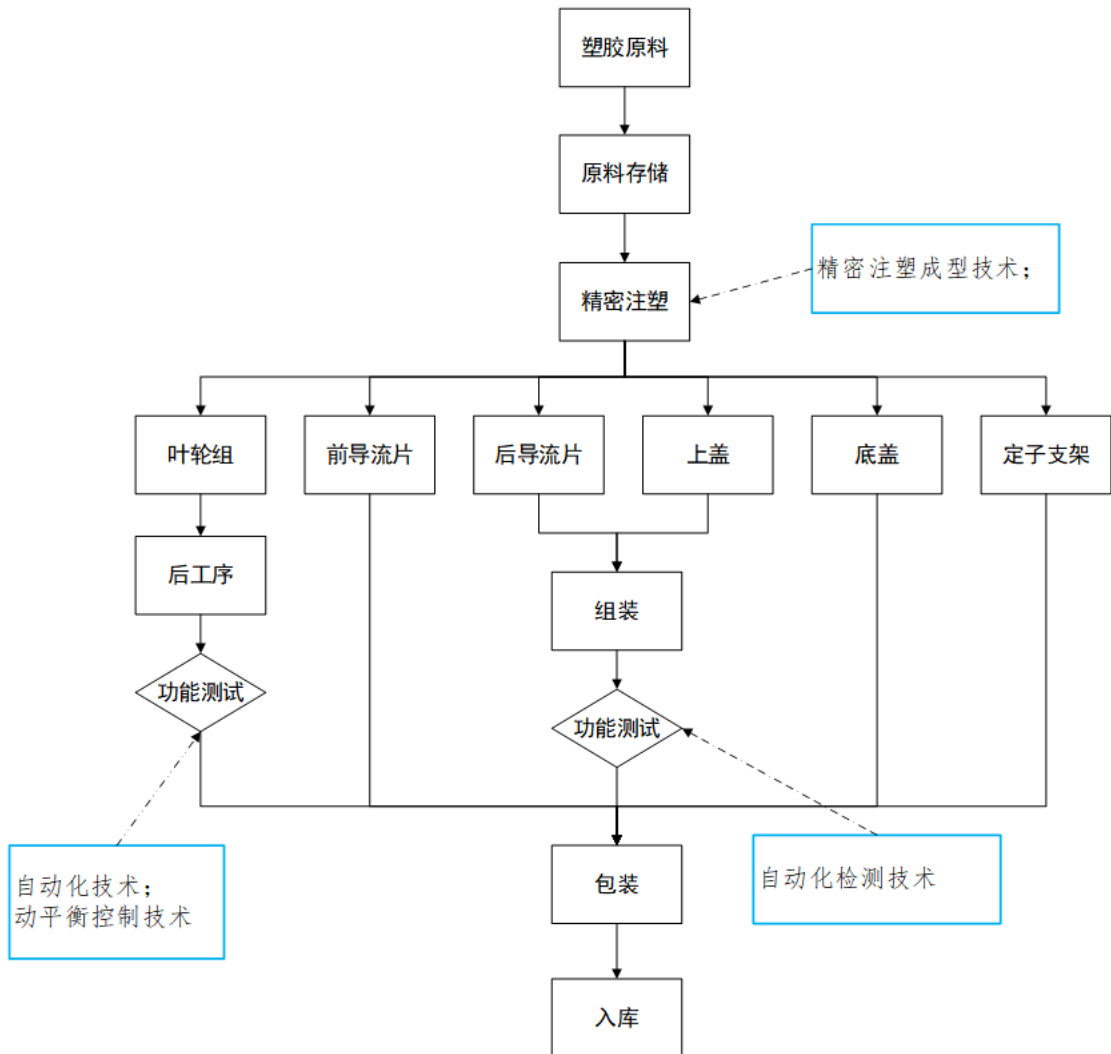 塑胶原料
原料存储
精密注塑成型技术；
精密注塑
叶轮组
前导流片
后导流片
上盖
底盖
定子支架
后工序
组装
功能测试
功能测试
自动化技术；
动平衡控制技术
包装
自动化检测技术
入库